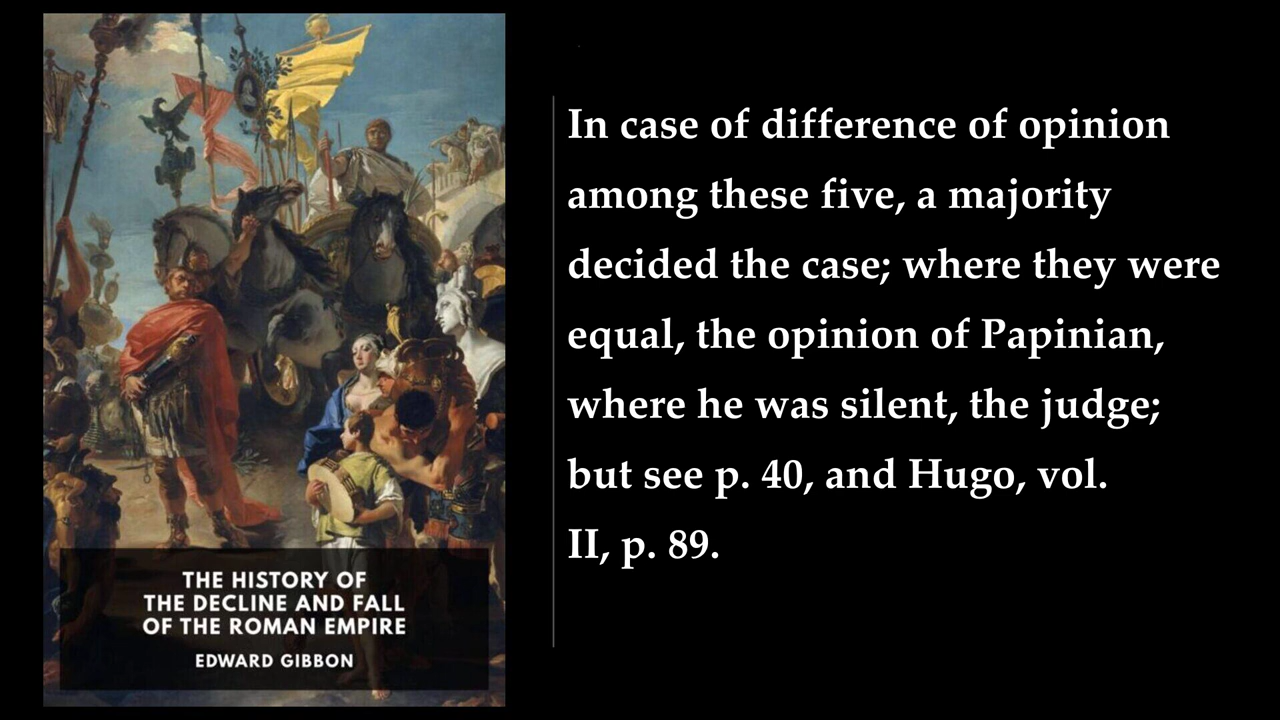 THE HISTORY OF
THE DECLINE AND FALL
OF THE ROMAN EMPIRE
EDWARD GIBBON
In case of difference of opinion
among these five, a majority
decided the case; where they were
equal, the opinion of Papinian,
where he was silent, the judge;
but see p. 40, and Hugo, vol.
II, p. 89.